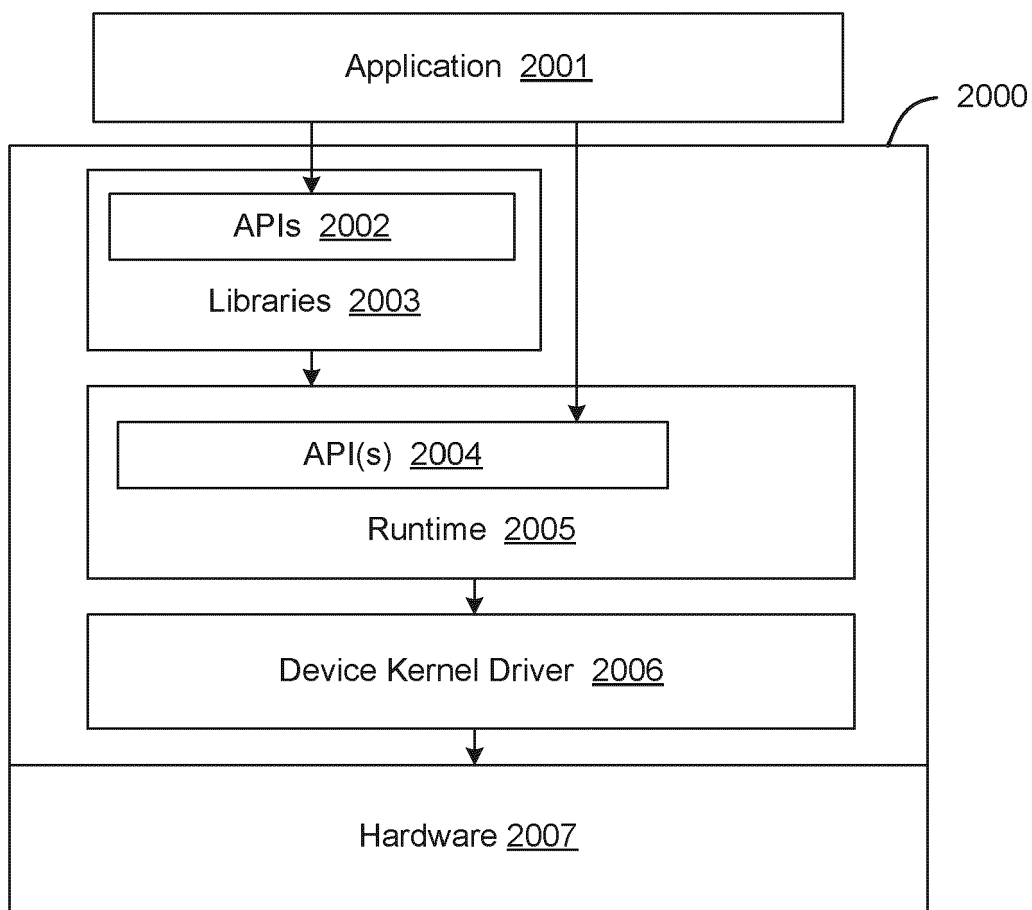 Application 2001
2000
APIs 2002
Libraries 2003
API(s) 2004
Runtime 2005
Device Kernel Driver 2006
Hardware 2007